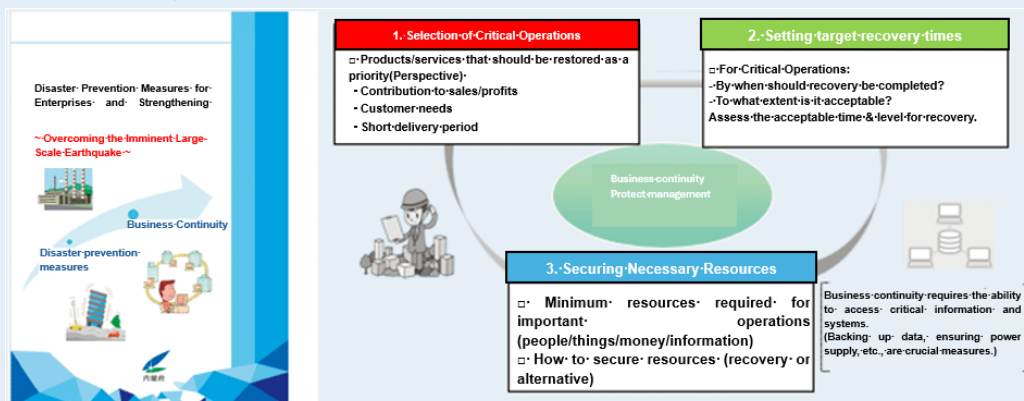 Disaster Prevention Measures for
Enterprises and Strengthening
~Overcoming the Imminent Large-
Scale Earthquake~
Business Continuity
Disaster prevention
measures
内閣府
1. Selection of Critical Operations
□ Products/services that should be restored as a
priority(Perspective)
- Contribution to sales/profits
- Customer needs
- Short delivery period
2. Setting target recovery times
□ For Critical Operations:
- By when should recovery be completed?
- To what extent is it acceptable?
Assess the acceptable time & level for recovery.
Business continuity
Protect management
3. Securing Necessary Resources
□ Minimum resources required for
important operations
(people/things/money/information)
□ How to secure resources (recovery or
alternative)
Business continuity requires the ability
to access critical information and
systems.
(Backing up data, ensuring power
supply, etc., are crucial measures.)